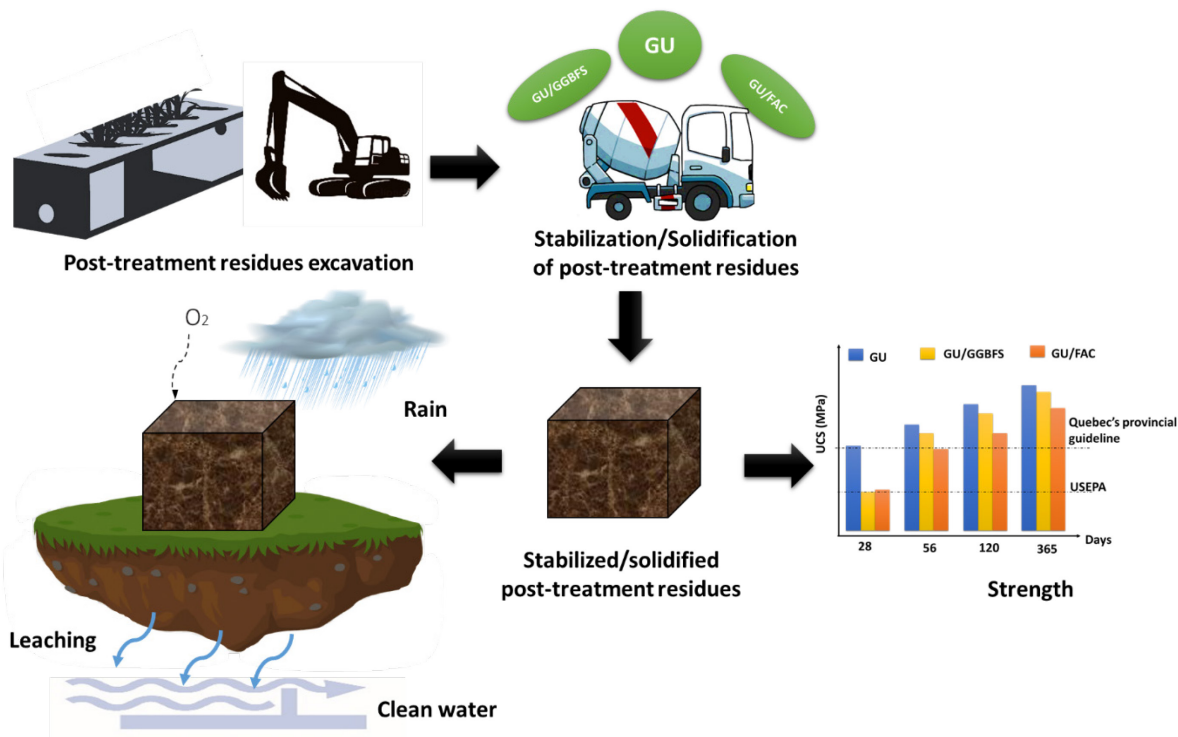 GU
GU/GGBFS
GU/FAC
Post-treatment residues excavation
Stabilization/Solidification
of post-treatment residues
O₂
Rain
Leaching
Clean water
Stabilized/solidified
post-treatment residues
GU
GU/GGBFS
GU/FAC
UCS (MPa)
Quebec's provincial
guideline
USEPA
28
56
120
365
Days
Strength